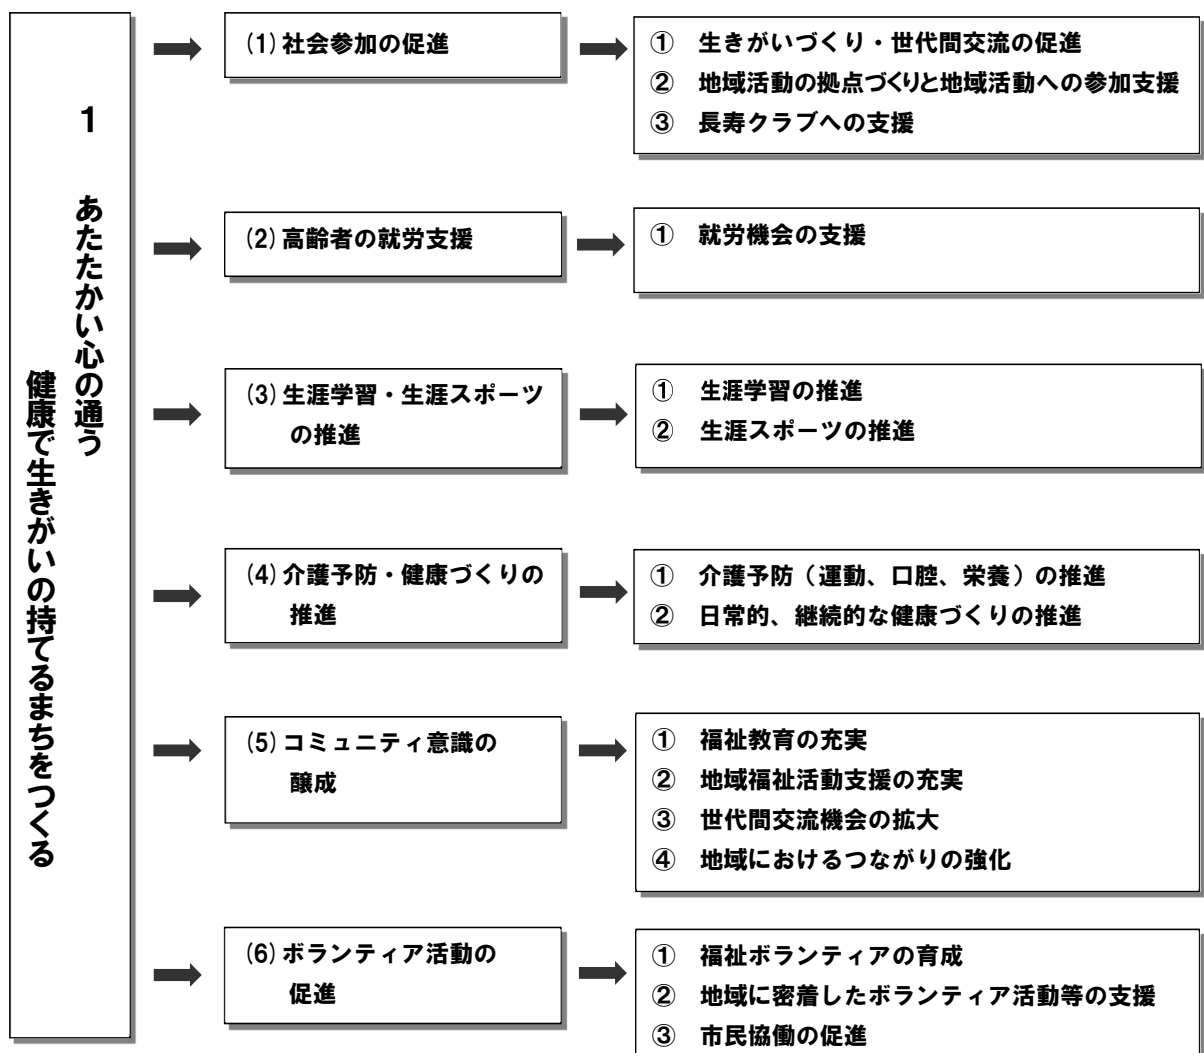 1 あたたかい心の通う
健康で生きがいの持てるまちをつくる
(1) 社会参加の促進
① 生きがいづくり・世代間交流の促進
② 地域活動の拠点づくりと地域活動への参加支援
③ 長寿クラブへの支援
(2) 高齢者の就労支援
① 就労機会の支援
(3) 生涯学習・生涯スポーツ
の推進
① 生涯学習の推進
② 生涯スポーツの推進
(4) 介護予防・健康づくりの
推進
① 介護予防（運動、口腔、栄養）の推進
② 日常的、継続的な健康づくりの推進
(5) コミュニティ意識の
醸成
① 福祉教育の充実
② 地域福祉活動支援の充実
③ 世代間交流機会の拡大
④ 地域におけるつながりの強化
(6) ボランティア活動の
促進
① 福祉ボランティアの育成
② 地域に密着したボランティア活動等の支援
③ 市民協働の促進